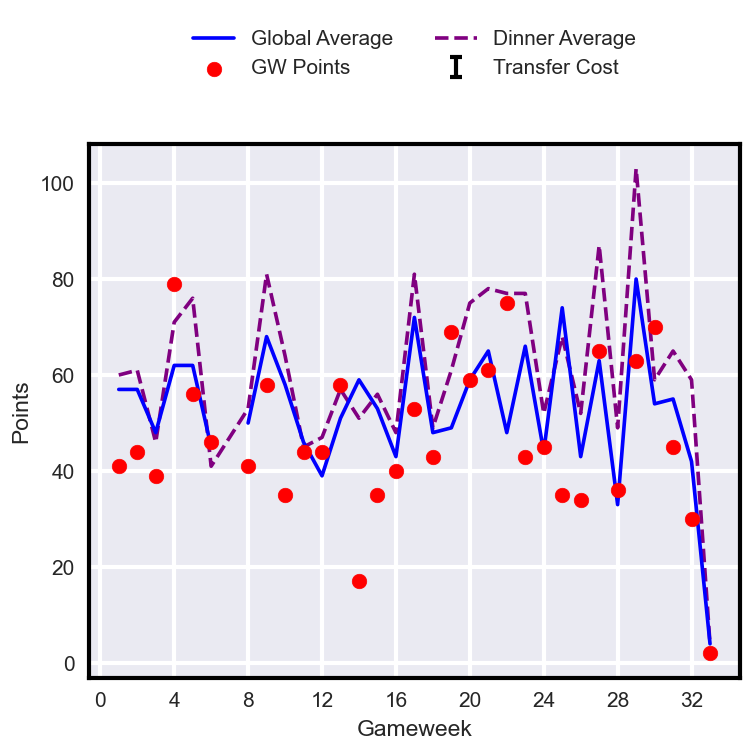 Global Average
Dinner Average
GW Points
Transfer Cost
Points
100
80
60
40
20
0
0 4 8 12 16 20 24 28 32
Gameweek